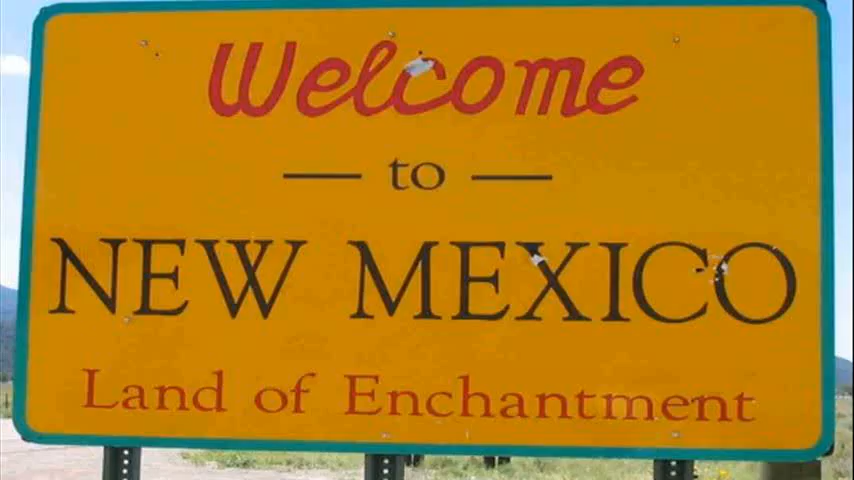 Welcome
— to —
NEW MEXICO
Land of Enchantment